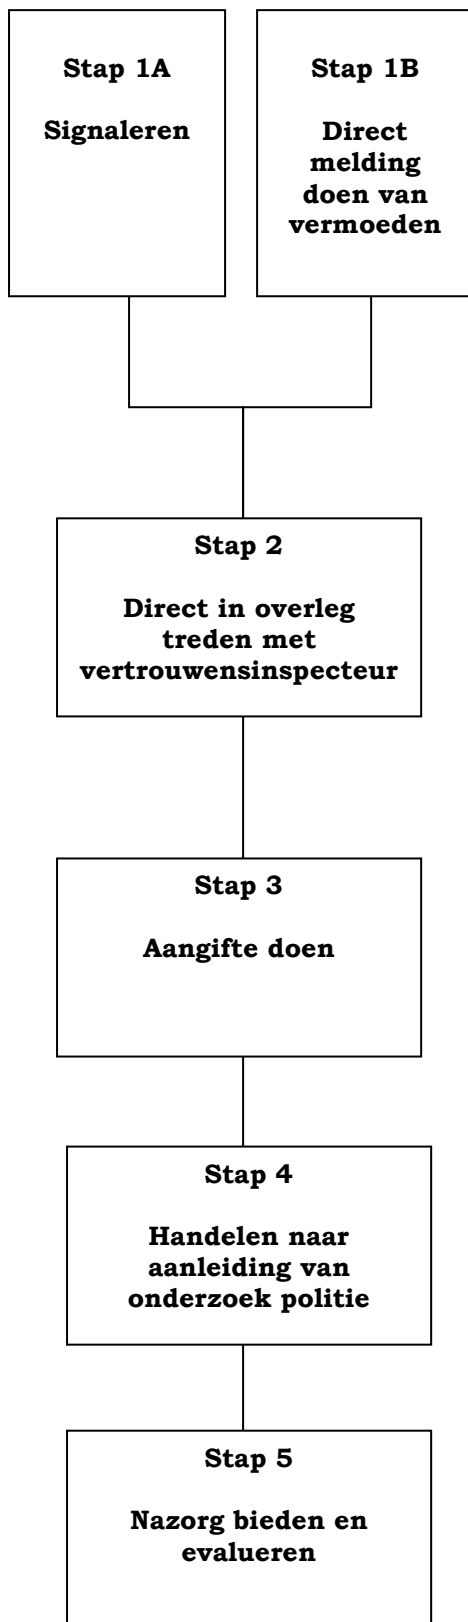 Stap 1A
Signaleren
Stap 1B
Direct
melding
doen van
vermoeden
Stap 2
Direct in overleg
treden met
vertrouwensinspecteur
Stap 3
Aangifte doen
Stap 4
Handelen naar
aanleiding van
onderzoek politie
Stap 5
Nazorg bieden en
evalueren